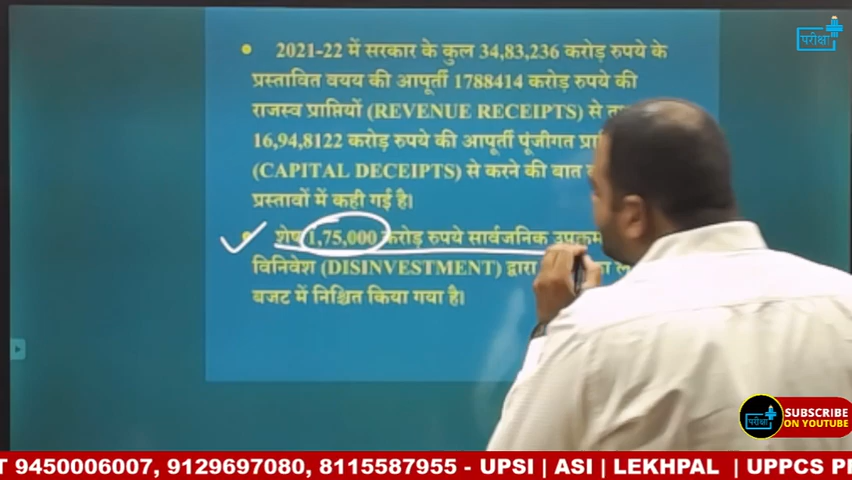 परीक्षा
2021-22 में सरकार के कुल 34,83,236 करोड़ रुपये के
प्रस्तावित वयय की आपूर्ती 1788414 करोड़ रुपये की
राजस्व प्राप्तियों (REVENUE RECEIPTS) से
16,94,8122 करोड़ रुपये की आपूर्ती पूंजीगत
(CAPITAL DECEIPTS) से करने की बात
प्रस्तावों में कही गई है।
शेष 1,75,000 करोड़ रुपये सार्वजनिक
विनिवेश (DISINVESTMENT) द्वारा
बजट में निश्चित किया गया है।
परीक्षा
SUBSCRIBE
ON YOUTUBE
T 9450006007, 9129697080, 8115587955 - UPSI | ASI | LEKHPAL | UPPCS